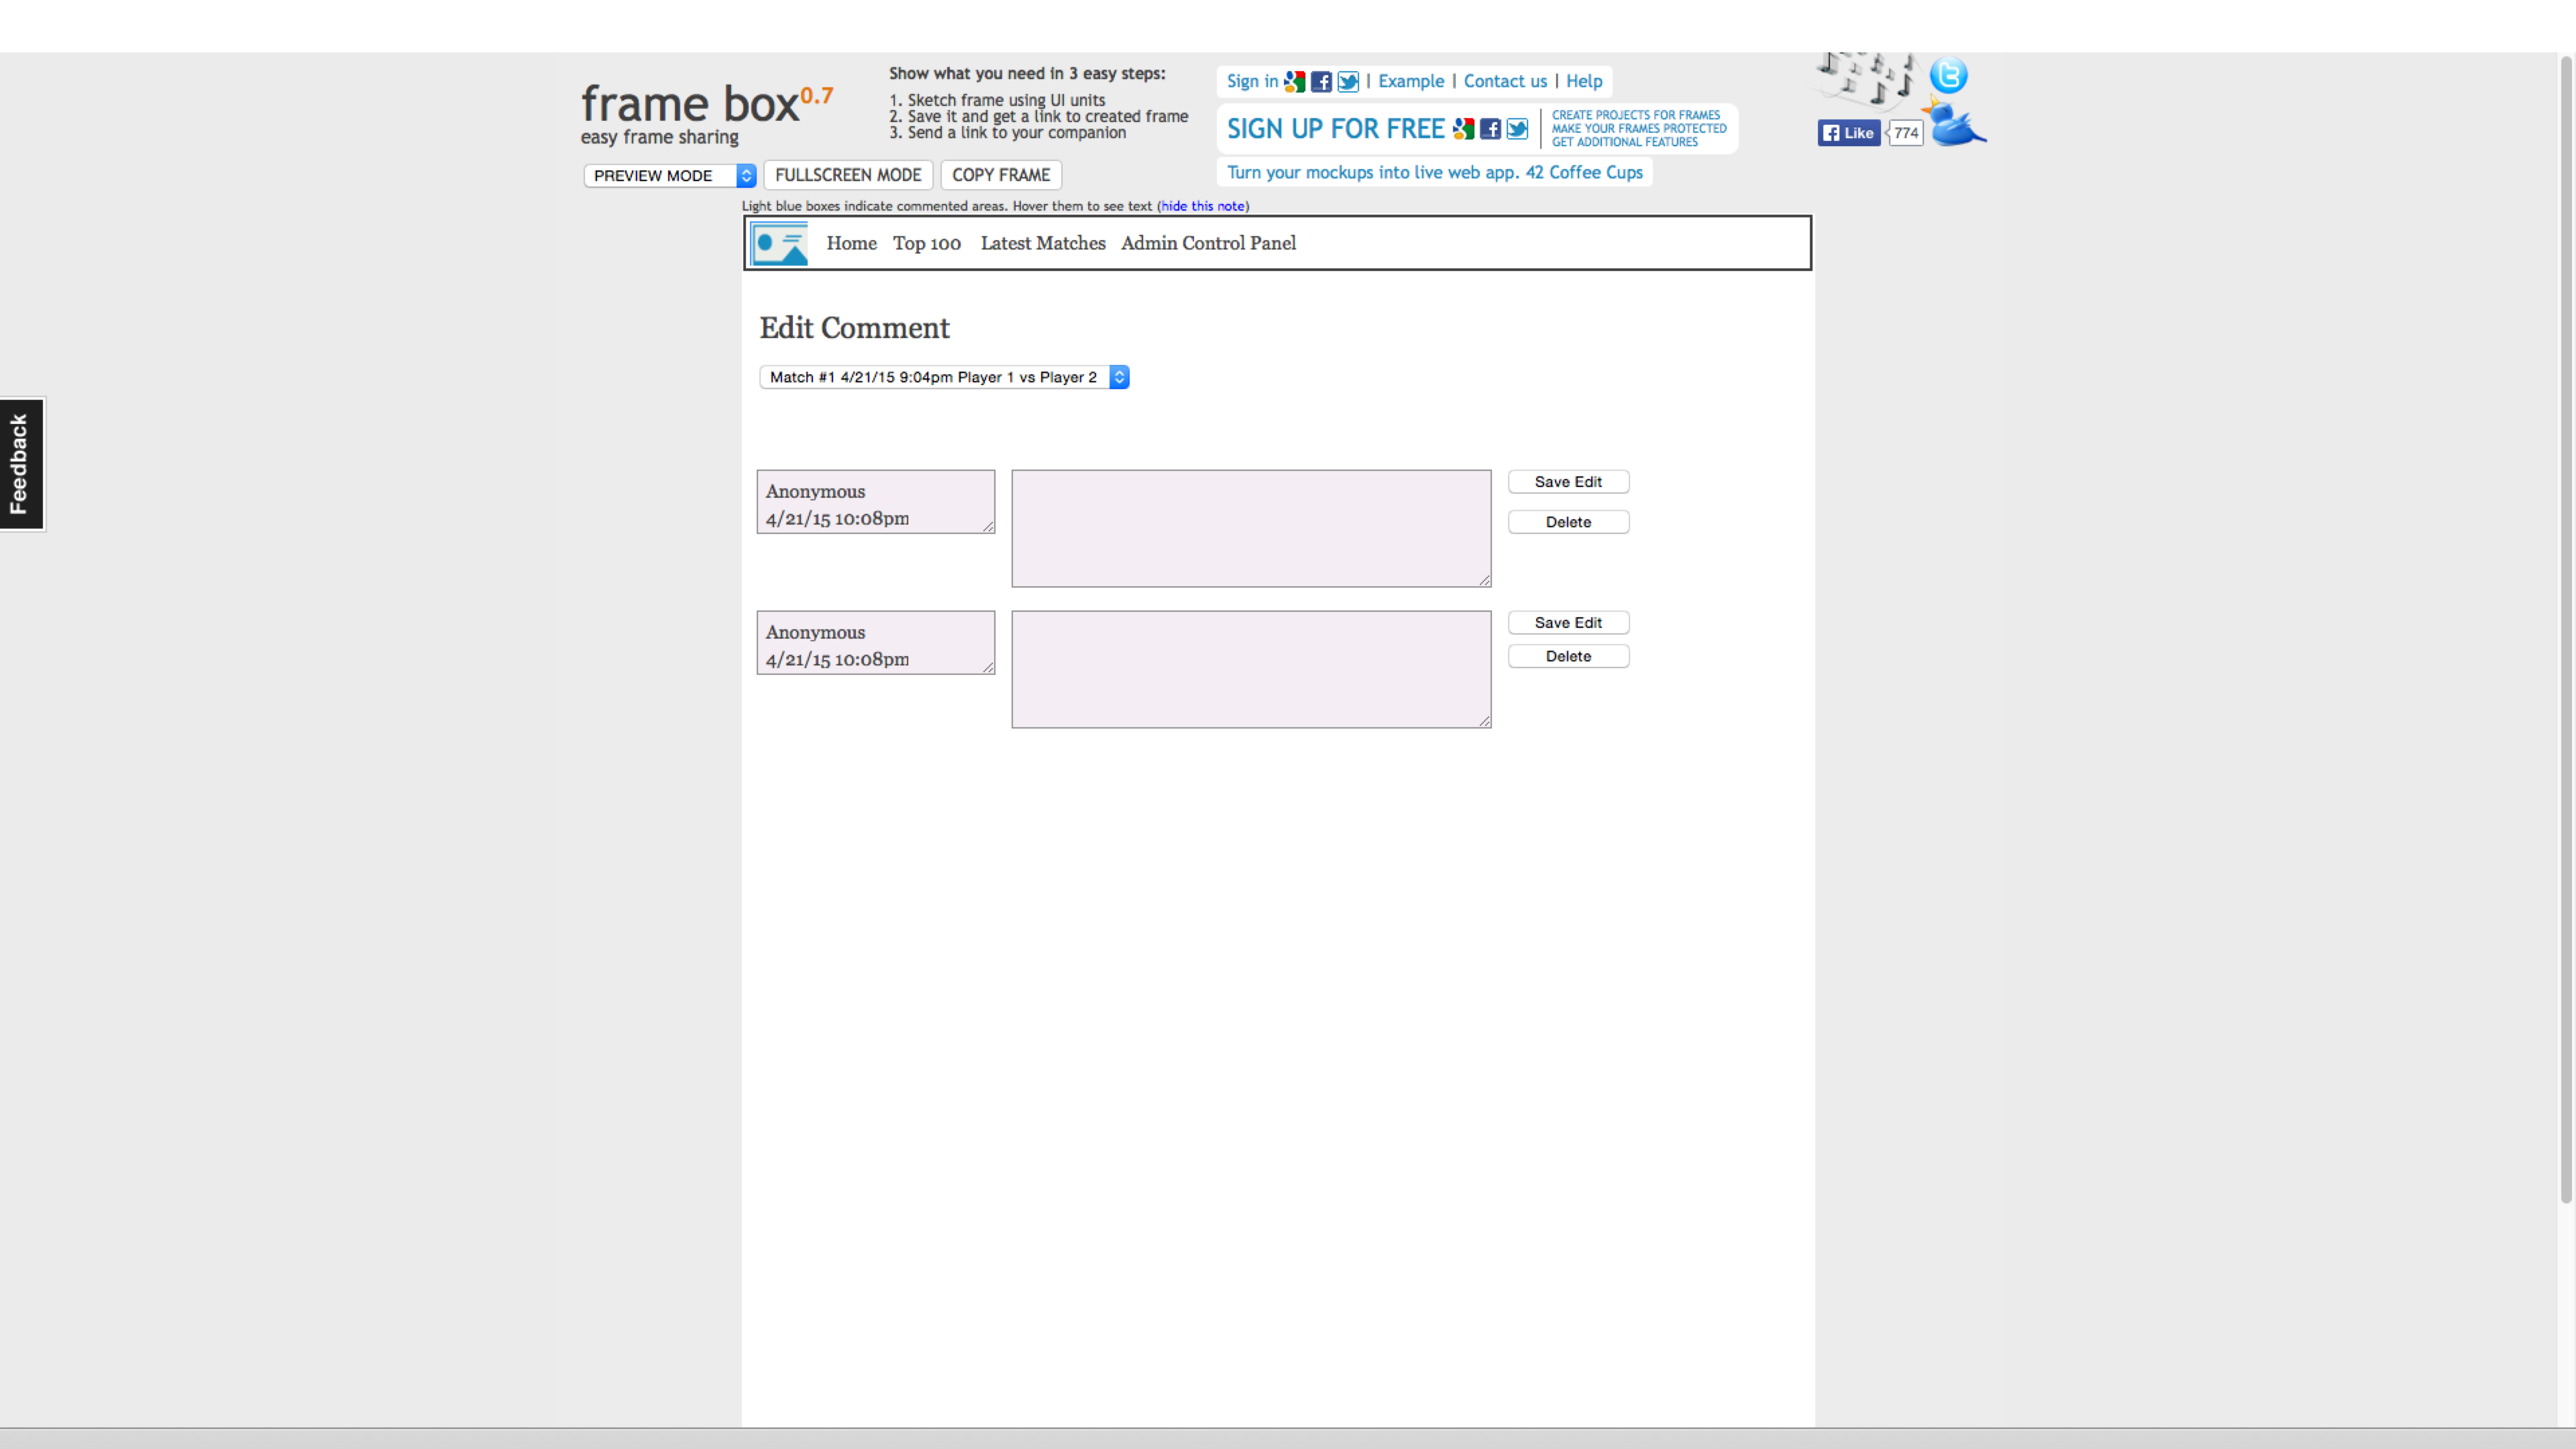 frame box0.7
easy frame sharing
Show what you need in 3 easy steps:
1. Sketch frame using UI units
2. Save it and get a link to created frame
3. Send a link to your companion
Sign in | Example | Contact us | Help
SIGN UP FOR FREE
CREATE PROJECTS FOR FRAMES
MAKE YOUR FRAMES PROTECTED
GET ADDITIONAL FEATURES
Turn your mockups into live web app. 42 Coffee Cups
Like 774
PREVIEW MODE FULLSCREEN MODE COPY FRAME
Light blue boxes indicate commented areas. Hover them to see text (hide this note)
Home Top 100 Latest Matches Admin Control Panel
Edit Comment
Match #1 4/21/15 9:04pm Player 1 vs Player 2
Feedback
Anonymous
4/21/15 10:08pm
Save Edit
Delete
Anonymous
4/21/15 10:08pm
Save Edit
Delete